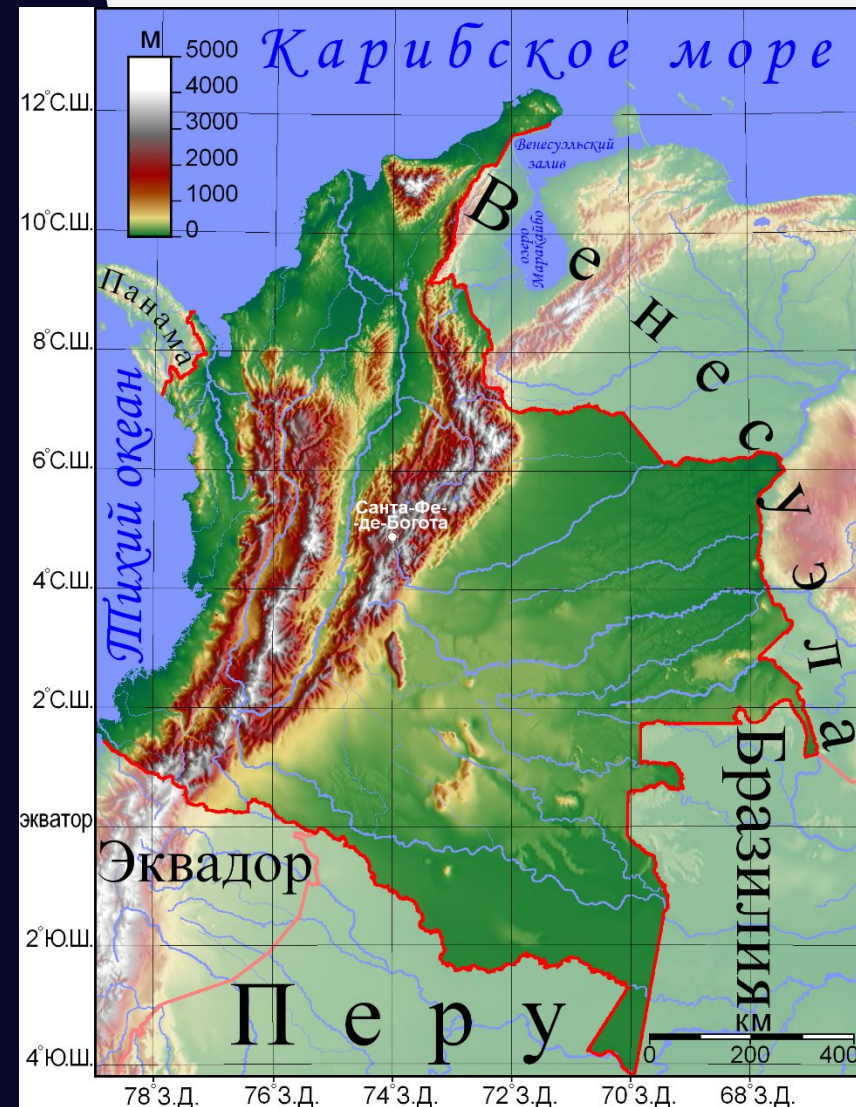 Карибское море
М
5000
4000
3000
2000
1000
0
12°С.Ш.
10°С.Ш.
8°С.Ш.
6°С.Ш.
4°С.Ш.
2°С.Ш.
экватор
2°Ю.Ш.
4°Ю.Ш.
Венесуэльский
залив
озеро
Маракайбо
Венесуэла
Панама
Тихий океан
Санта-Фе-
-де-Богота
Бразилия
Эквадор
Перу
КМ
0 200 400
78°З.Д. 76°З.Д. 74°З.Д. 72°З.Д. 70°З.Д. 68°З.Д.